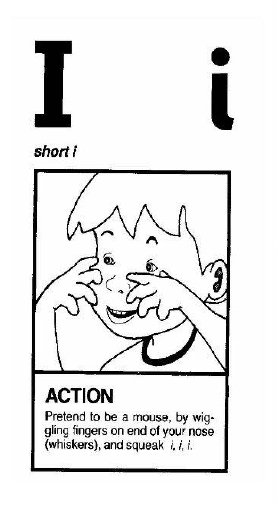 I i
short i
ACTION
Pretend to be a mouse, by wig-
gling fingers on end of your nose
(whiskers), and squeak i, i, i.